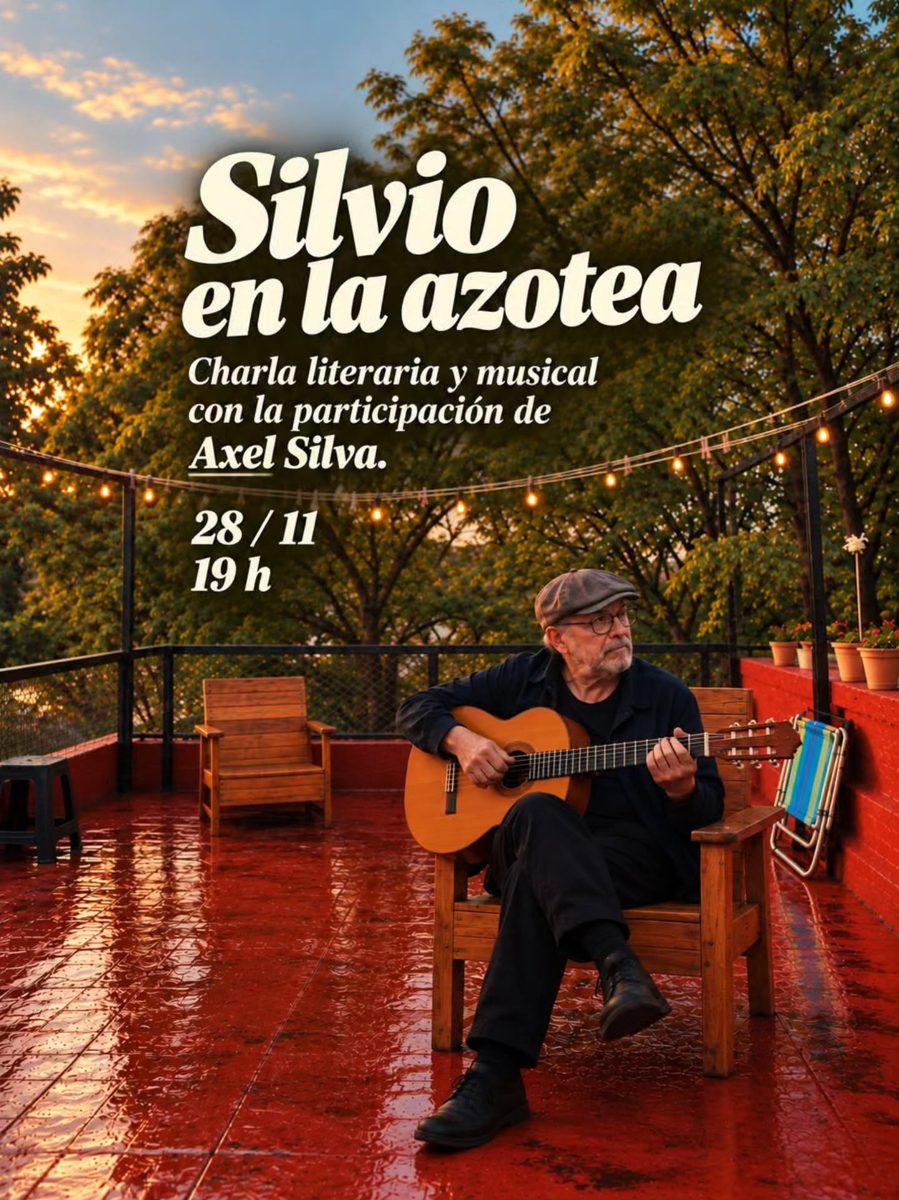 Silvio
en la azotea
Charla literaria y musical
con la participación de
Axel Silva.
28 / 11
19 h